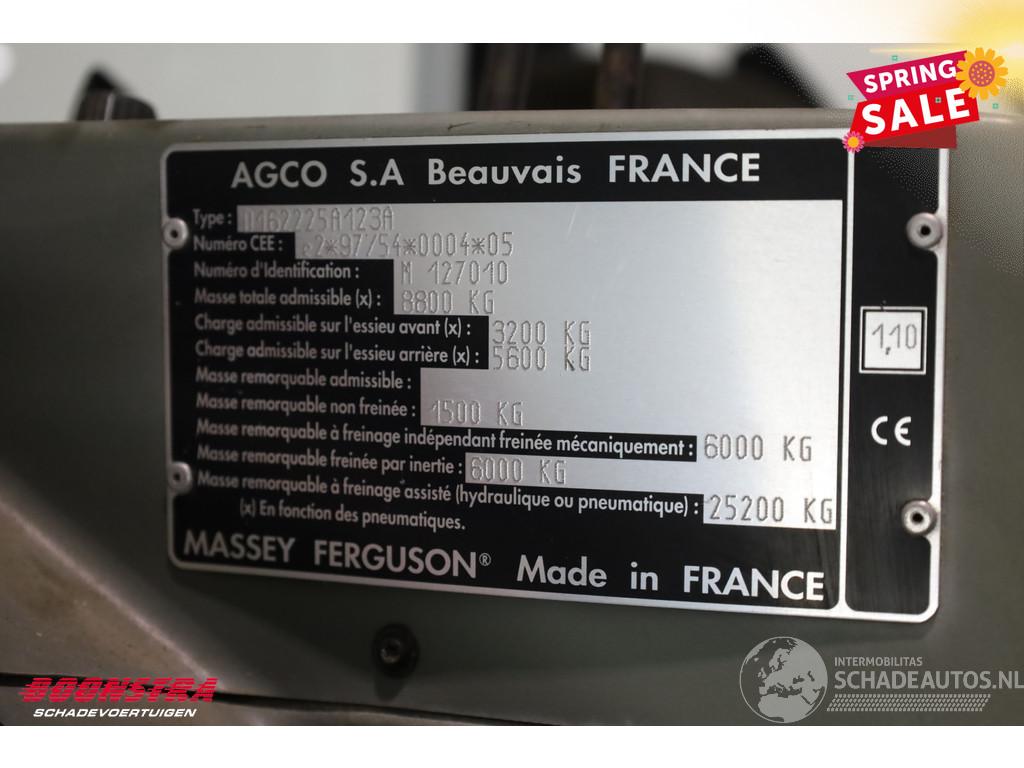 SPRING
SALE
AGCO S.A Beauvais FRANCE
Type : 0162225A123A
Numéro CEE : e2*97/54*0004*05
Numéro d'Identification : M 127010
Masse totale admissible (x) : 8800 KG
Charge admissible sur l'essieu avant (x) : 3200 KG
Charge admissible sur l'essieu arrière (x) : 5600 KG
Masse remorquable admissible :
Masse remorquable non freinée : 1500 KG
Masse remorquable à freinage indépendant freinée mécaniquement : 6000 KG
Masse remorquable freinée par inertie : 6000 KG
Masse remorquable à freinage assisté (hydraulique ou pneumatique) : 25200 KG
(x) En fonction des pneumatiques.
MASSEY FERGUSON® Made in FRANCE
1,10
CE
BOONSTRA
SCHADEVOERTUIGEN
INTERMOBILITAS
SCHADEAUTOS.NL